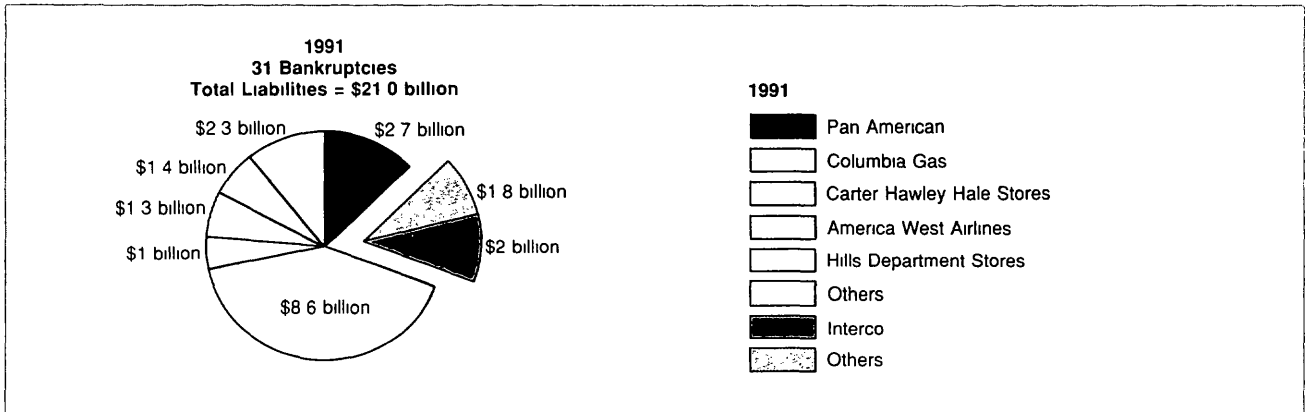 1991
31 Bankruptcies
Total Liabilities = $21 0 billion
$2 3 billion
$2 7 billion
$1 4 billion
$1 8 billion
$1 3 billion
$1 billion
$2 billion
$8 6 billion
1991
Pan American
Columbia Gas
Carter Hawley Hale Stores
America West Airlines
Hills Department Stores
Others
Interco
Others